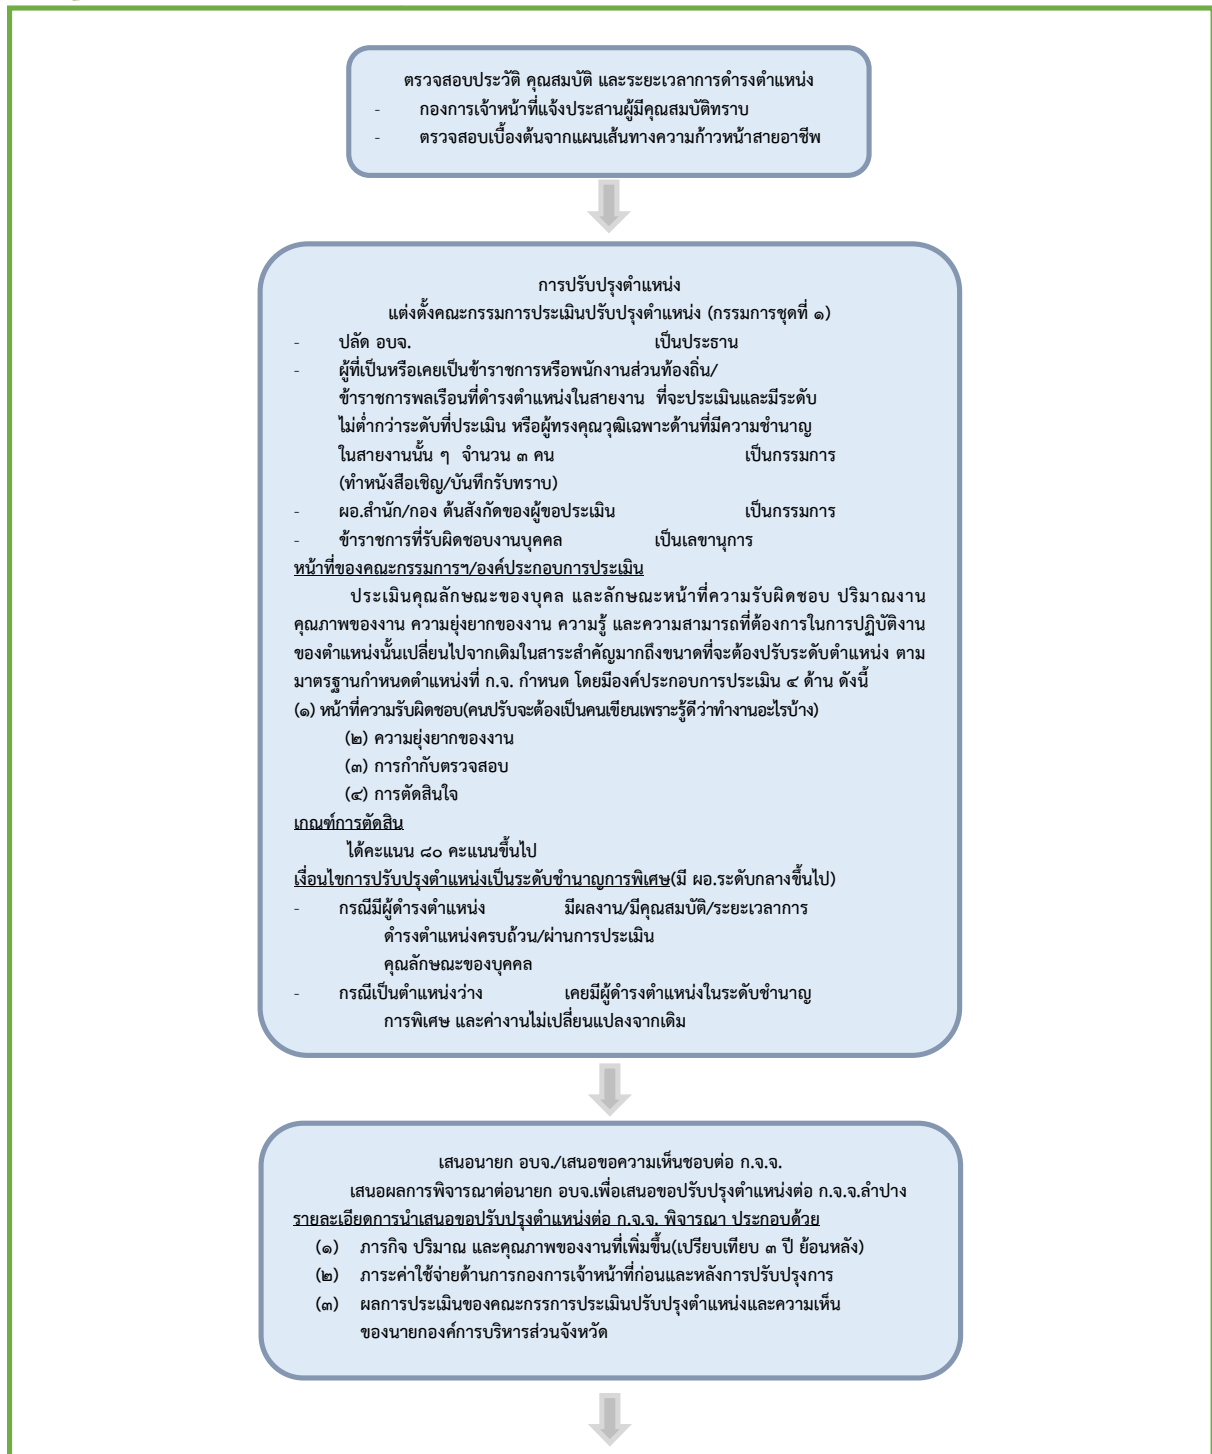 ตรวจสอบประวัติ คุณสมบัติ และระยะเวลาการดำรงตำแหน่ง
- กองการเจ้าหน้าที่แจ้งประสานผู้มีคุณสมบัติทราบ
- ตรวจสอบเบื้องต้นจากแผนเส้นทางความก้าวหน้าสายอาชีพ
การปรับปรุงตำแหน่ง
แต่งตั้งคณะกรรมการประเมินปรับปรุงตำแหน่ง (กรรมการชุดที่ ๑)
- ปลัด อบจ. เป็นประธาน
- ผู้ที่เป็นหรือเคยเป็นข้าราชการหรือพนักงานส่วนท้องถิ่น/
ข้าราชการพลเรือนที่ดำรงตำแหน่งในสายงาน ที่จะประเมินและมีระดับ
ไม่ต่ำกว่าระดับที่ประเมิน หรือผู้ทรงคุณวุฒิเฉพาะด้านที่มีความชำนาญ
ในสายงานนั้น ๆ จำนวน ๓ คน เป็นกรรมการ
(ทำหนังสือเชิญ/บันทึกรับทราบ)
- ผอ.สำนัก/กอง ต้นสังกัดของผู้ขอประเมิน เป็นกรรมการ
- ข้าราชการที่รับผิดชอบงานบุคคล เป็นเลขานุการ
หน้าที่ของคณะกรรมการฯ/องค์ประกอบการประเมิน
ประเมินคุณลักษณะของบุคล และลักษณะหน้าที่ความรับผิดชอบ ปริมาณงาน
คุณภาพของงาน ความยุ่งยากของงาน ความรู้ และความสามารถที่ต้องการในการปฏิบัติงาน
ของตำแหน่งนั้นเปลี่ยนไปจากเดิมในสาระสำคัญมากถึงขนาดที่จะต้องปรับระดับตำแหน่ง ตาม
มาตรฐานกำหนดตำแหน่งที่ ก.จ. กำหนด โดยมีองค์ประกอบการประเมิน ๔ ด้าน ดังนี้
(๑) หน้าที่ความรับผิดชอบ(คนปรับจะต้องเป็นคนเขียนเพราะรู้ดีว่าทำงานอะไรบ้าง)
(๒) ความยุ่งยากของงาน
(๓) การกำกับตรวจสอบ
(๔) การตัดสินใจ
เกณฑ์การตัดสิน
ได้คะแนน ๘๐ คะแนนขึ้นไป
เงื่อนไขการปรับปรุงตำแหน่งเป็นระดับชำนาญการพิเศษ(มี ผอ.ระดับกลางขึ้นไป)
- กรณีมีผู้ดำรงตำแหน่ง มีผลงาน/มีคุณสมบัติ/ระยะเวลาการ
ดำรงตำแหน่งครบถ้วน/ผ่านการประเมิน
คุณลักษณะของบุคคล
- กรณีเป็นตำแหน่งว่าง เคยมีผู้ดำรงตำแหน่งในระดับชำนาญ
การพิเศษ และค่างานไม่เปลี่ยนแปลงจากเดิม
เสนอนายก อบจ./เสนอขอความเห็นชอบต่อ ก.จ.จ.
เสนอผลการพิจารณาต่อนายก อบจ.เพื่อเสนอขอปรับปรุงตำแหน่งต่อ ก.จ.จ.ลำปาง
รายละเอียดการนำเสนอขอปรับปรุงตำแหน่งต่อ ก.จ.จ. พิจารณา ประกอบด้วย
(๑) ภารกิจ ปริมาณ และคุณภาพของงานที่เพิ่มขึ้น(เปรียบเทียบ ๓ ปี ย้อนหลัง)
(๒) ภาระค่าใช้จ่ายด้านการกองการเจ้าหน้าที่ก่อนและหลังการปรับปรุงการ
(๓) ผลการประเมินของคณะกรรการประเมินปรับปรุงตำแหน่งและความเห็น
ของนายกองค์การบริหารส่วนจังหวัด